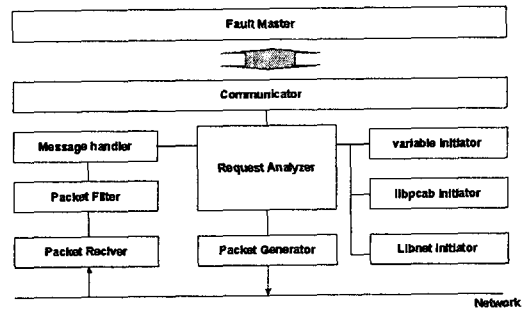 Fault Master
Communicator
Message handler
Request Analyzer
variable initiator
Packet Filter
libpcab initiator
Packet Reciver
Packet Generator
Libnet initiator
Network